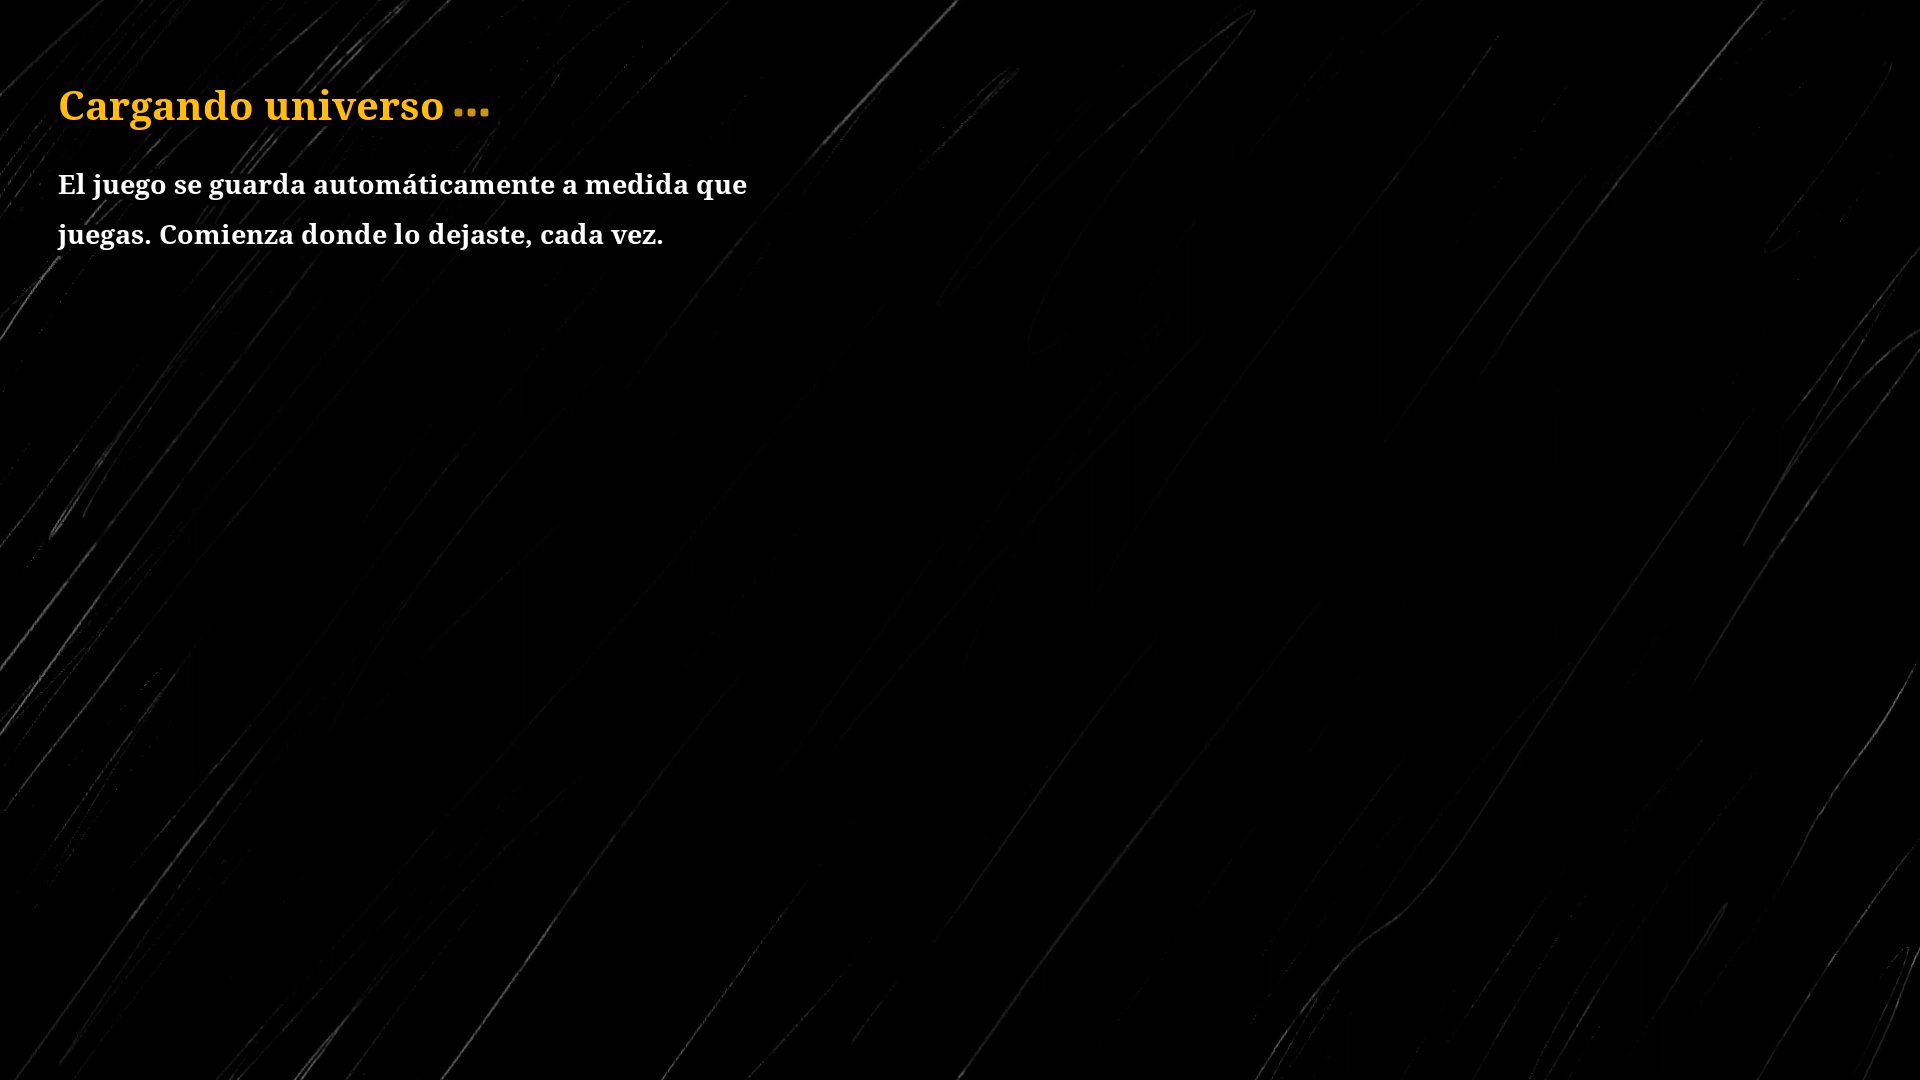 Cargando universo ...
El juego se guarda automáticamente a medida que
juegas. Comienza donde lo dejaste, cada vez.